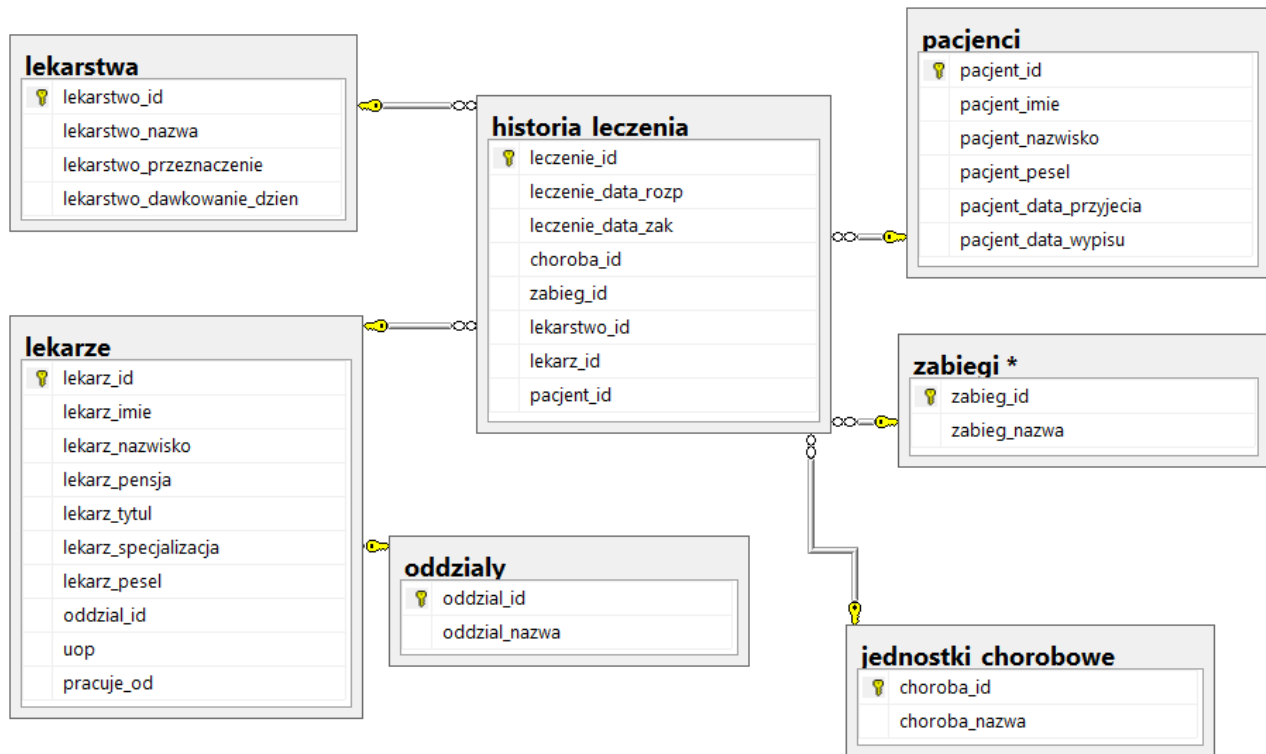 lekarstwa
lekarstwo_id
lekarstwo_nazwa
lekarstwo_przeznaczenie
lekarstwo_dawkowanie_dzien
historia_leczenia
leczenie_id
leczenie_data_rozp
leczenie_data_zak
choroba_id
zabieg_id
lekarstwo_id
lekarz_id
pacjent_id
pacjenci
pacjent_id
pacjent_imie
pacjent_nazwisko
pacjent_pesel
pacjent_data_przyjecia
pacjent_data_wypisu
lekarze
lekarz_id
lekarz_imie
lekarz_nazwisko
lekarz_pensja
lekarz_tytul
lekarz_specjalizacja
lekarz_pesel
oddzial_id
uop
pracuje_od
zabiegi *
zabieg_id
zabieg_nazwa
oddzialy
oddzial_id
oddzial_nazwa
jednostki_chorobowe
choroba_id
choroba_nazwa